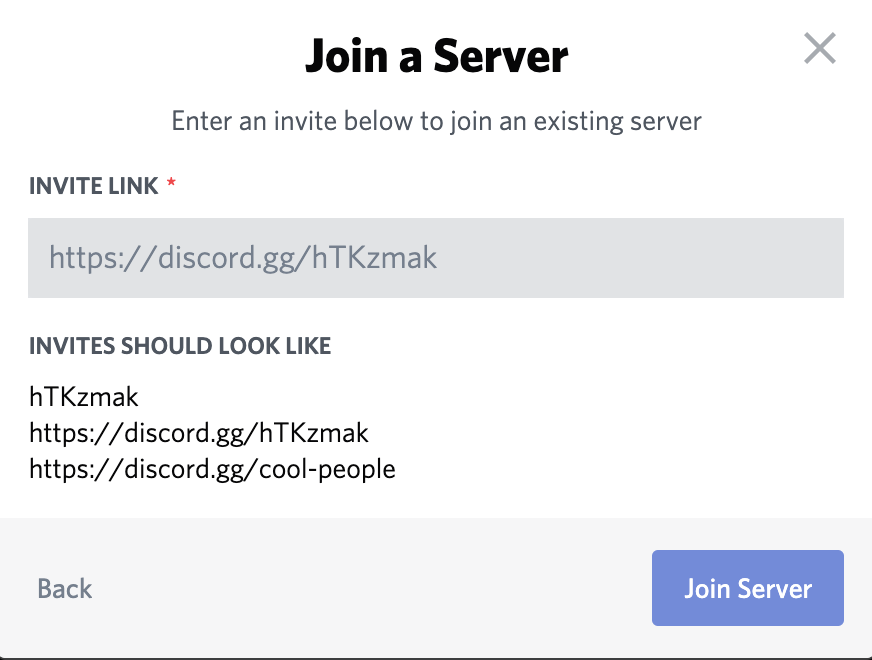 Join a Server
Enter an invite below to join an existing server
INVITE LINK *
https://discord.gg/hTKzmak
INVITES SHOULD LOOK LIKE
hTKzmak
https://discord.gg/hTKzmak
https://discord.gg/cool-people
Back
Join Server